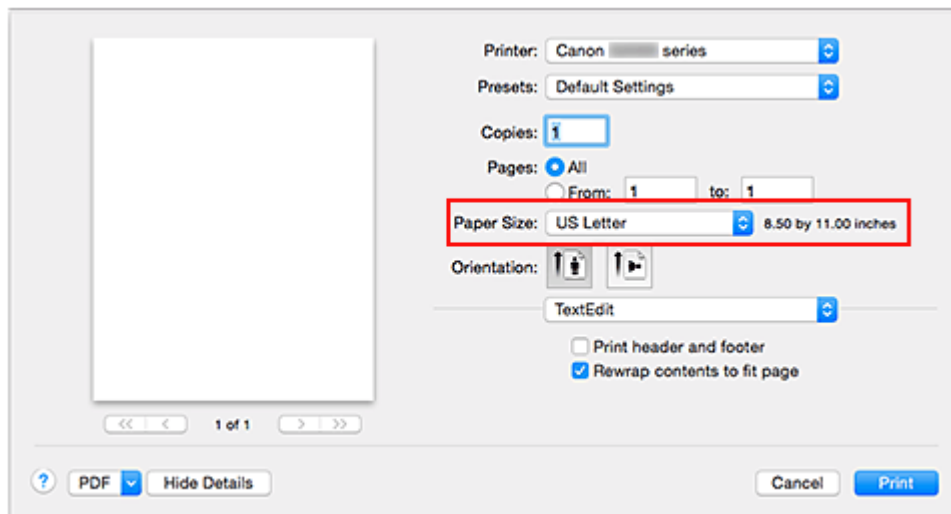 Printer: Canon series
Presets: Default Settings
Copies: 1
Pages: All
From: 1 to: 1
Paper Size: US Letter 8.50 by 11.00 inches
Orientation:
TextEdit
Print header and footer
Rewrap contents to fit page
<< < 1 of 1 > >>
? PDF Hide Details Cancel Print